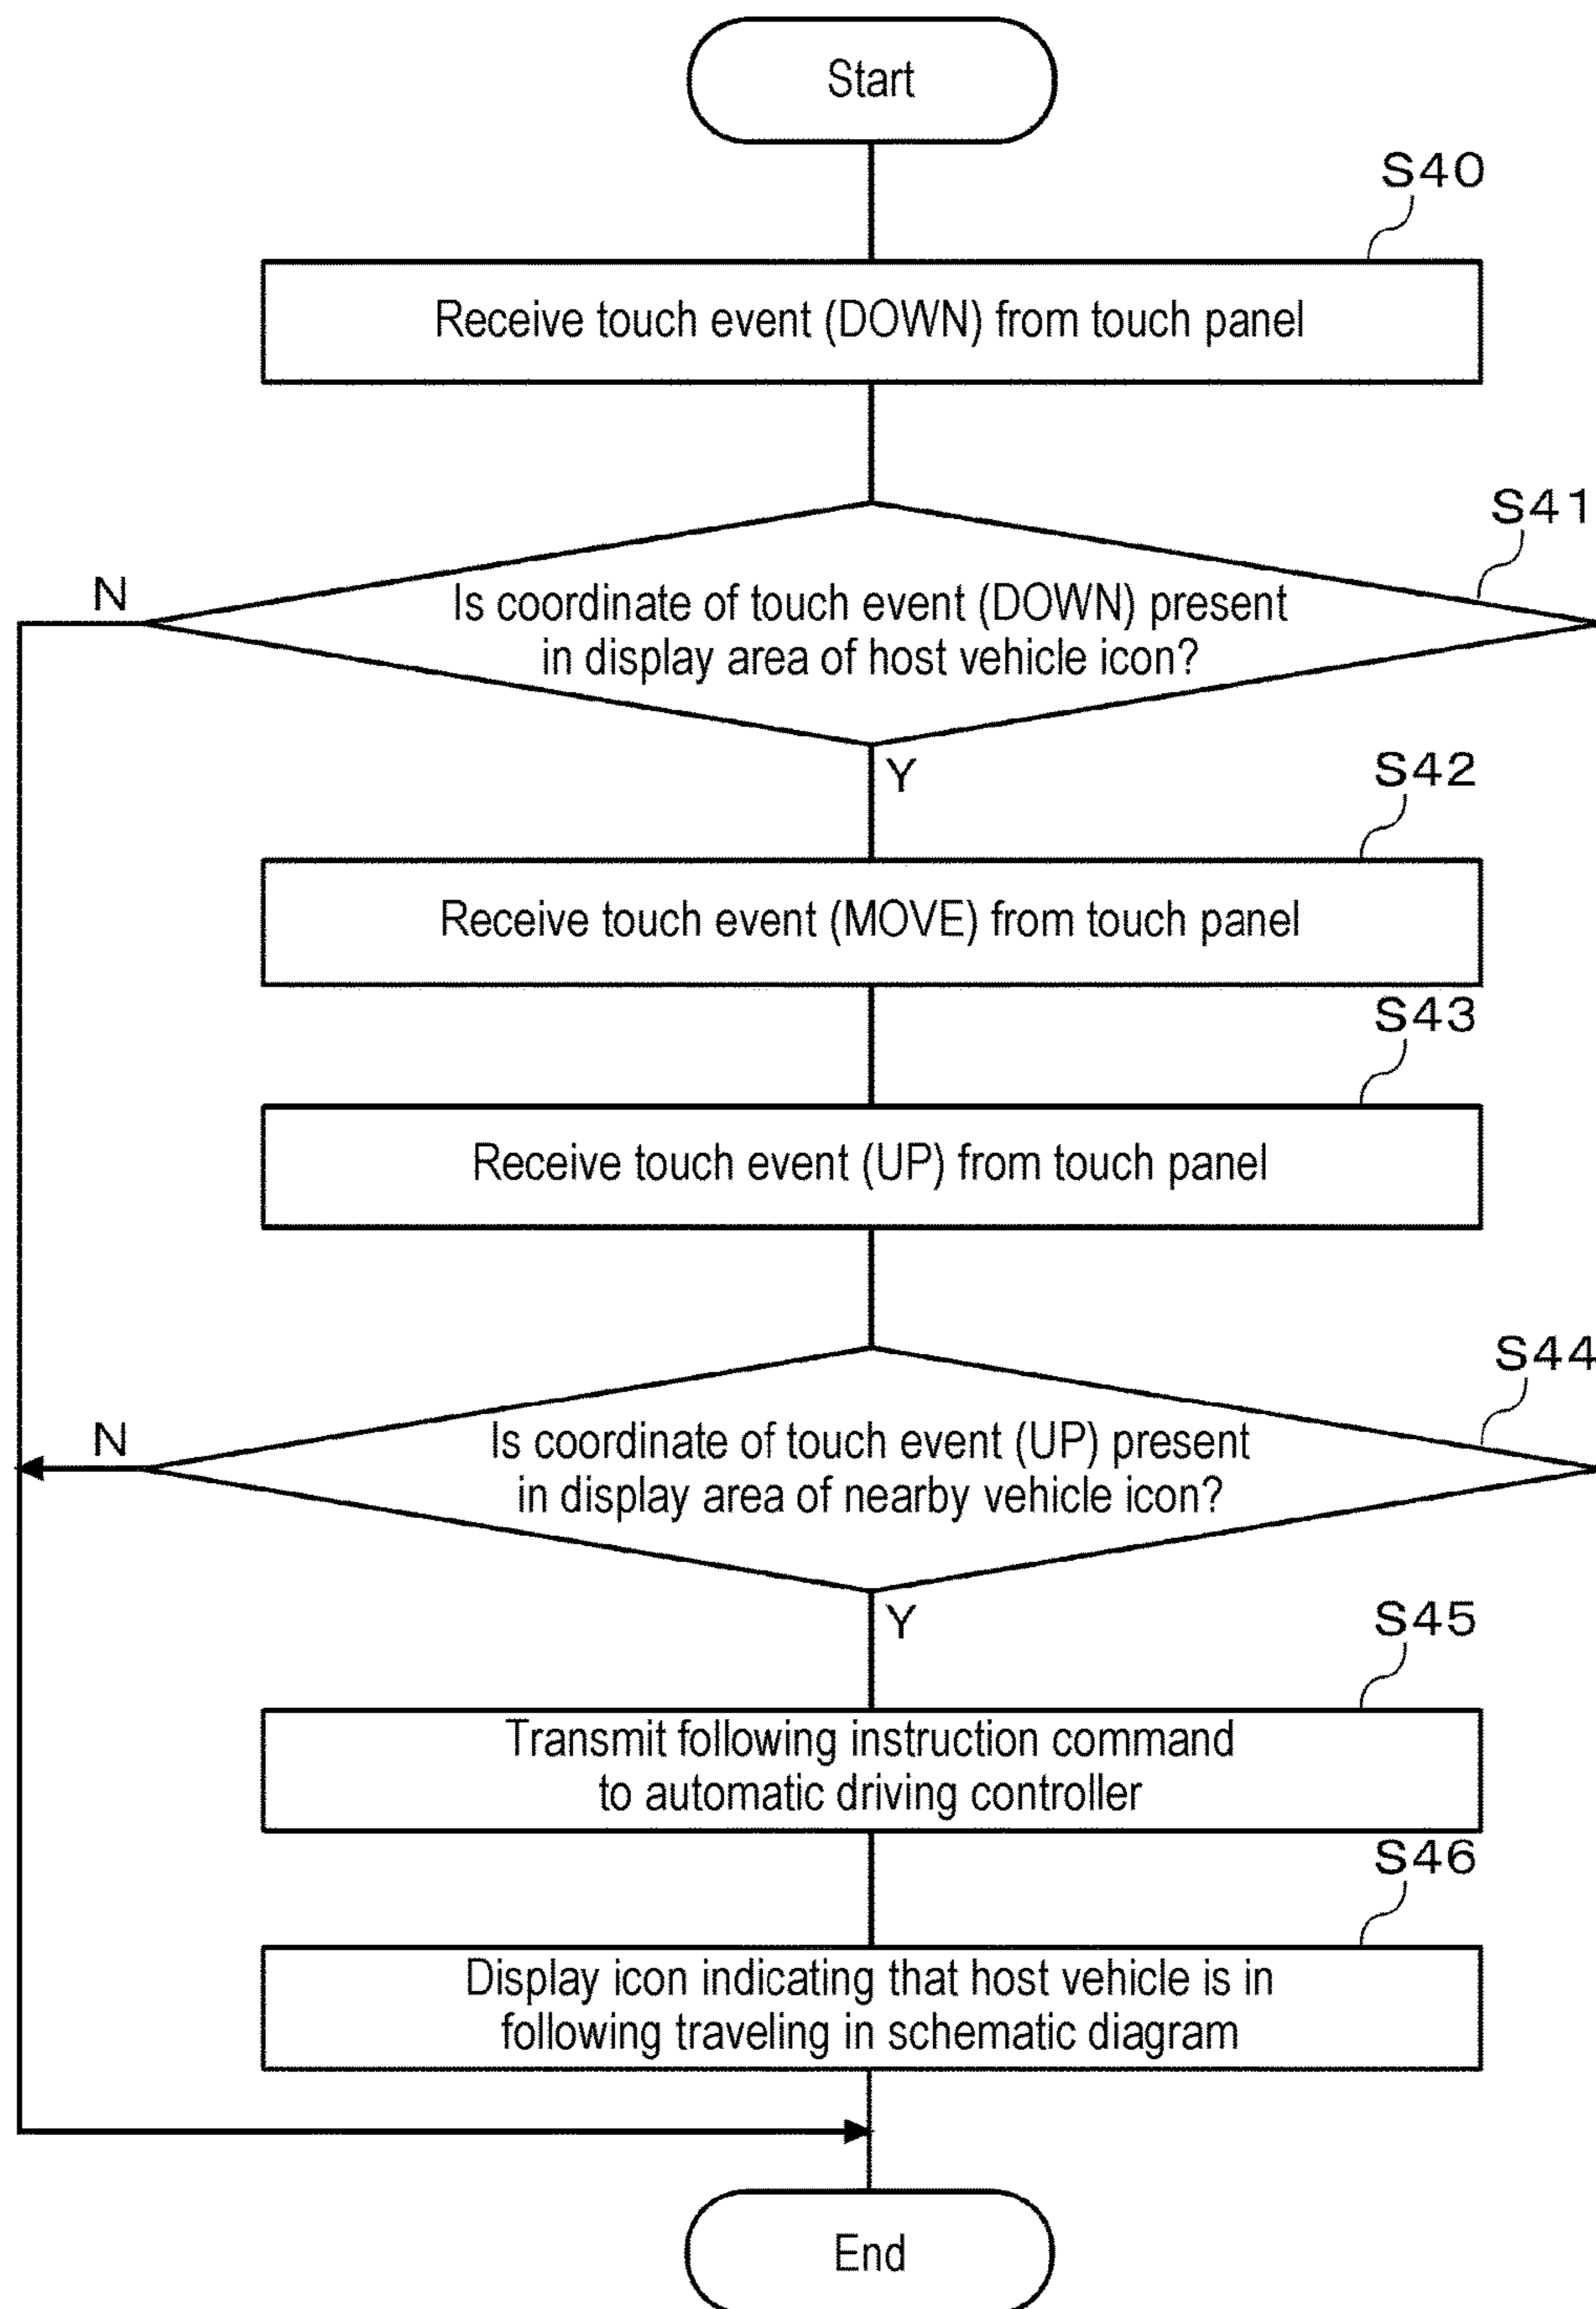 Start
S40
Receive touch event (DOWN) from touch panel
S41
N
Is coordinate of touch event (DOWN) present
in display area of host vehicle icon?
Y
S42
Receive touch event (MOVE) from touch panel
S43
Receive touch event (UP) from touch panel
S44
N
Is coordinate of touch event (UP) present
in display area of nearby vehicle icon?
Y
S45
Transmit following instruction command
to automatic driving controller
S46
Display icon indicating that host vehicle is in
following traveling in schematic diagram
End